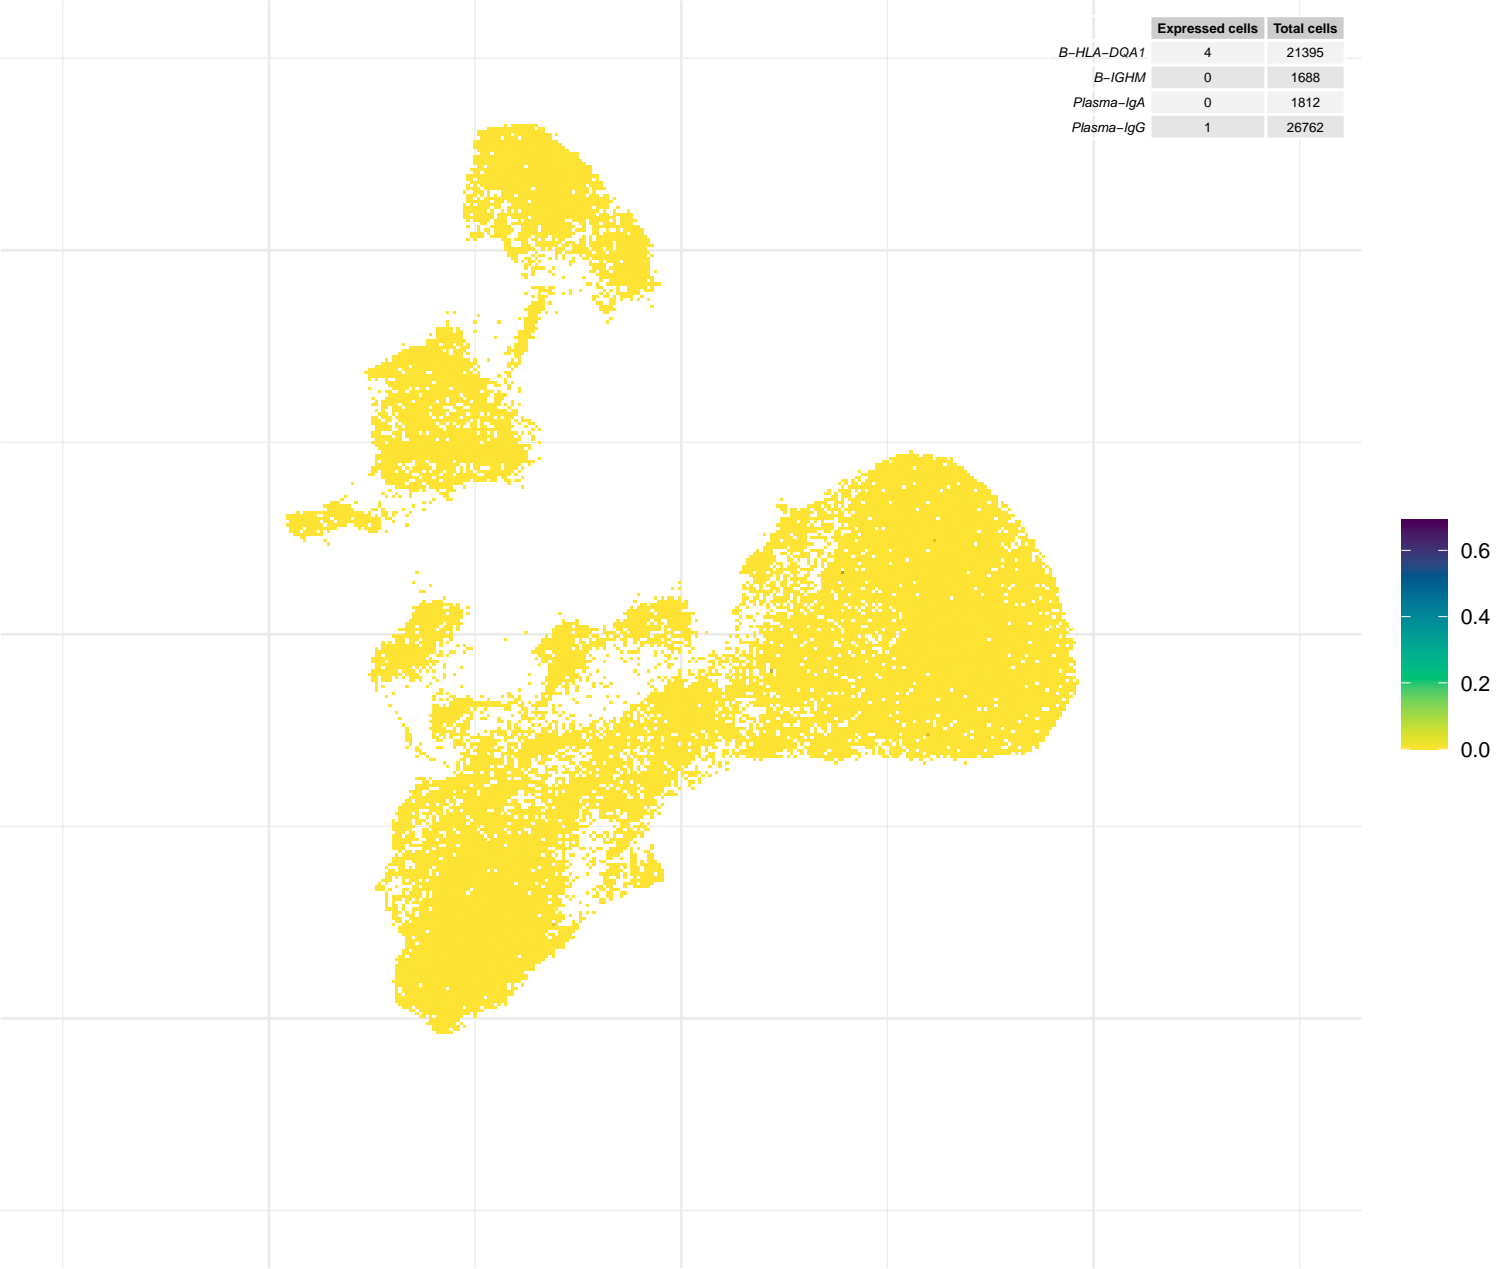 Expressed cells Total cells
B−HLA−DQA1 4 21395
B−IGHM 0 1688
Plasma−IgA 0 1812
Plasma−IgG 1 26762
0.6
0.4
0.2
0.0